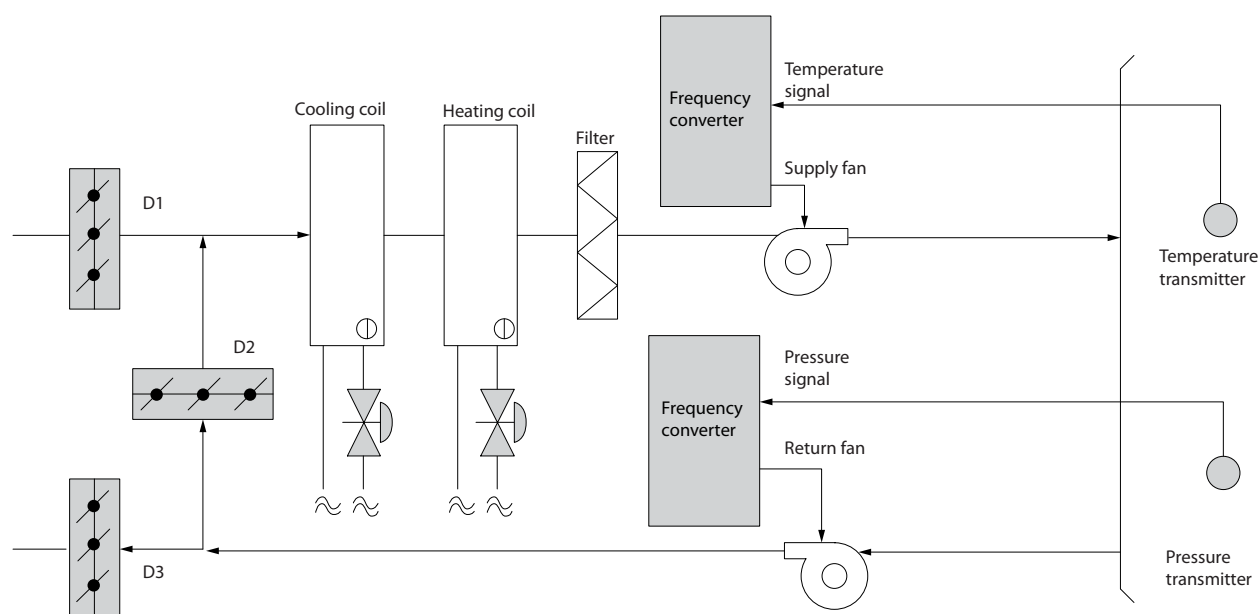 Temperature
signal
Frequency
converter
Cooling coil
Heating coil
Filter
Supply fan
D1
Temperature
transmitter
D2
Pressure
signal
Frequency
converter
Return fan
D3
Pressure
transmitter